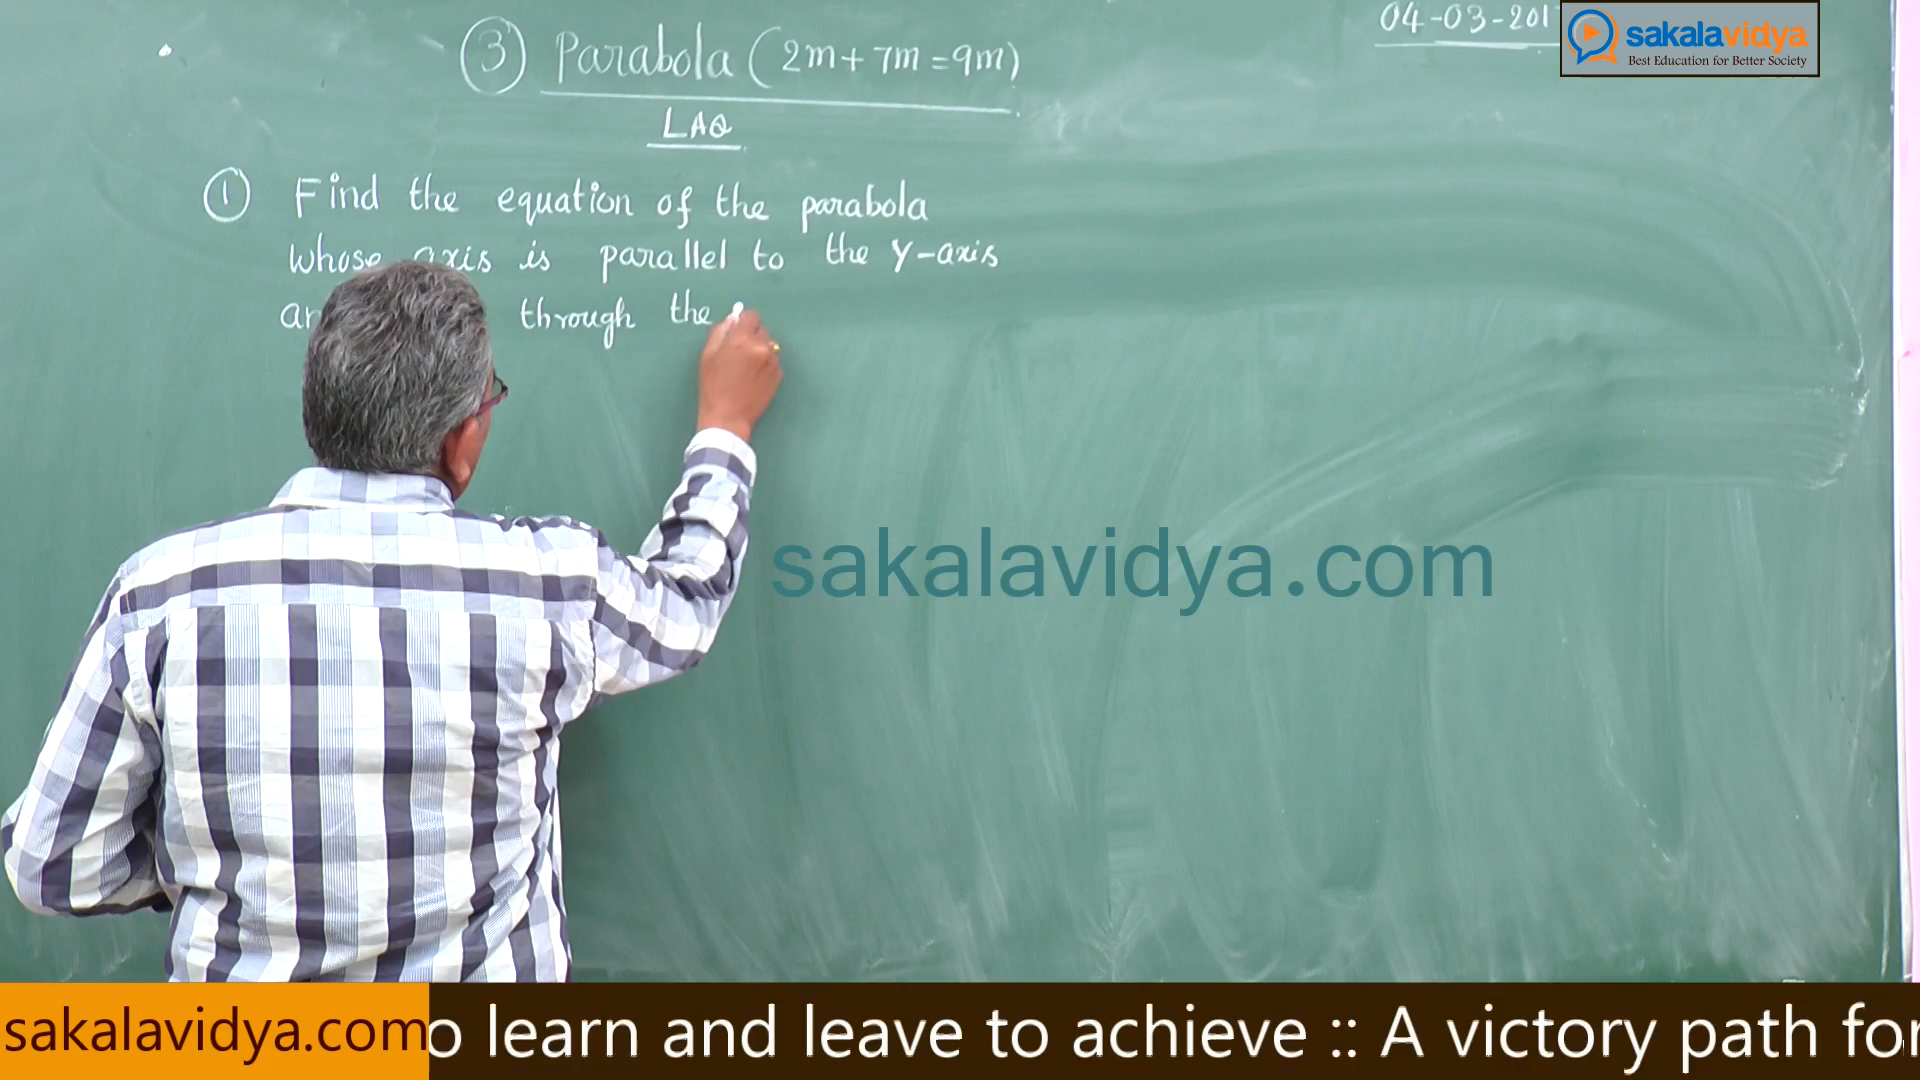 04-03-201
sakalavidya
Best Education for Better Society
③ Parabola (2m + 7m = 9m)
LAQ
① Find the equation of the parabola
whose axis is parallel to the Y-axis
through the
sakalavidya.com
sakalavidya.com
o learn and leave to achieve :: A victory path for